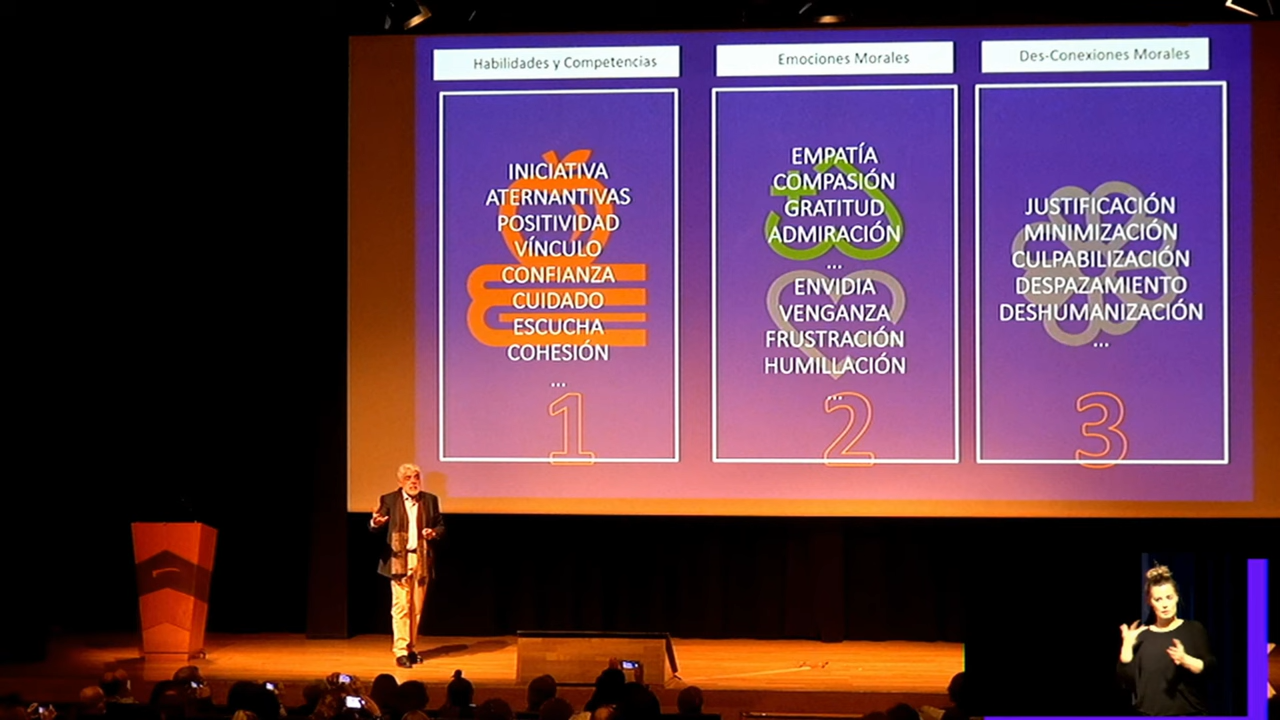 Habilidades y Competencias
INICIATIVA
ATERNANTIVAS
POSITIVIDAD
VÍNCULO
CONFIANZA
CUIDADO
ESCUCHA
COHESIÓN
...
1
Emociones Morales
EMPATÍA
COMPASIÓN
GRATITUD
ADMIRACIÓN
...
ENVIDIA
VENGANZA
FRUSTRACIÓN
HUMILLACIÓN
...
2
Des-Conexiones Morales
JUSTIFICACIÓN
MINIMIZACIÓN
CULPABILIZACIÓN
DESPAZAMIENTO
DESHUMANIZACIÓN
...
3